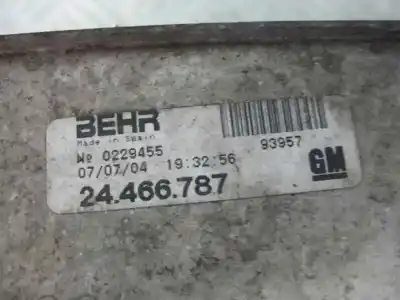 BEHR
Made in Spain
Nº 0229455
93957
07/07/04 19:32:56
24.466.787
GM